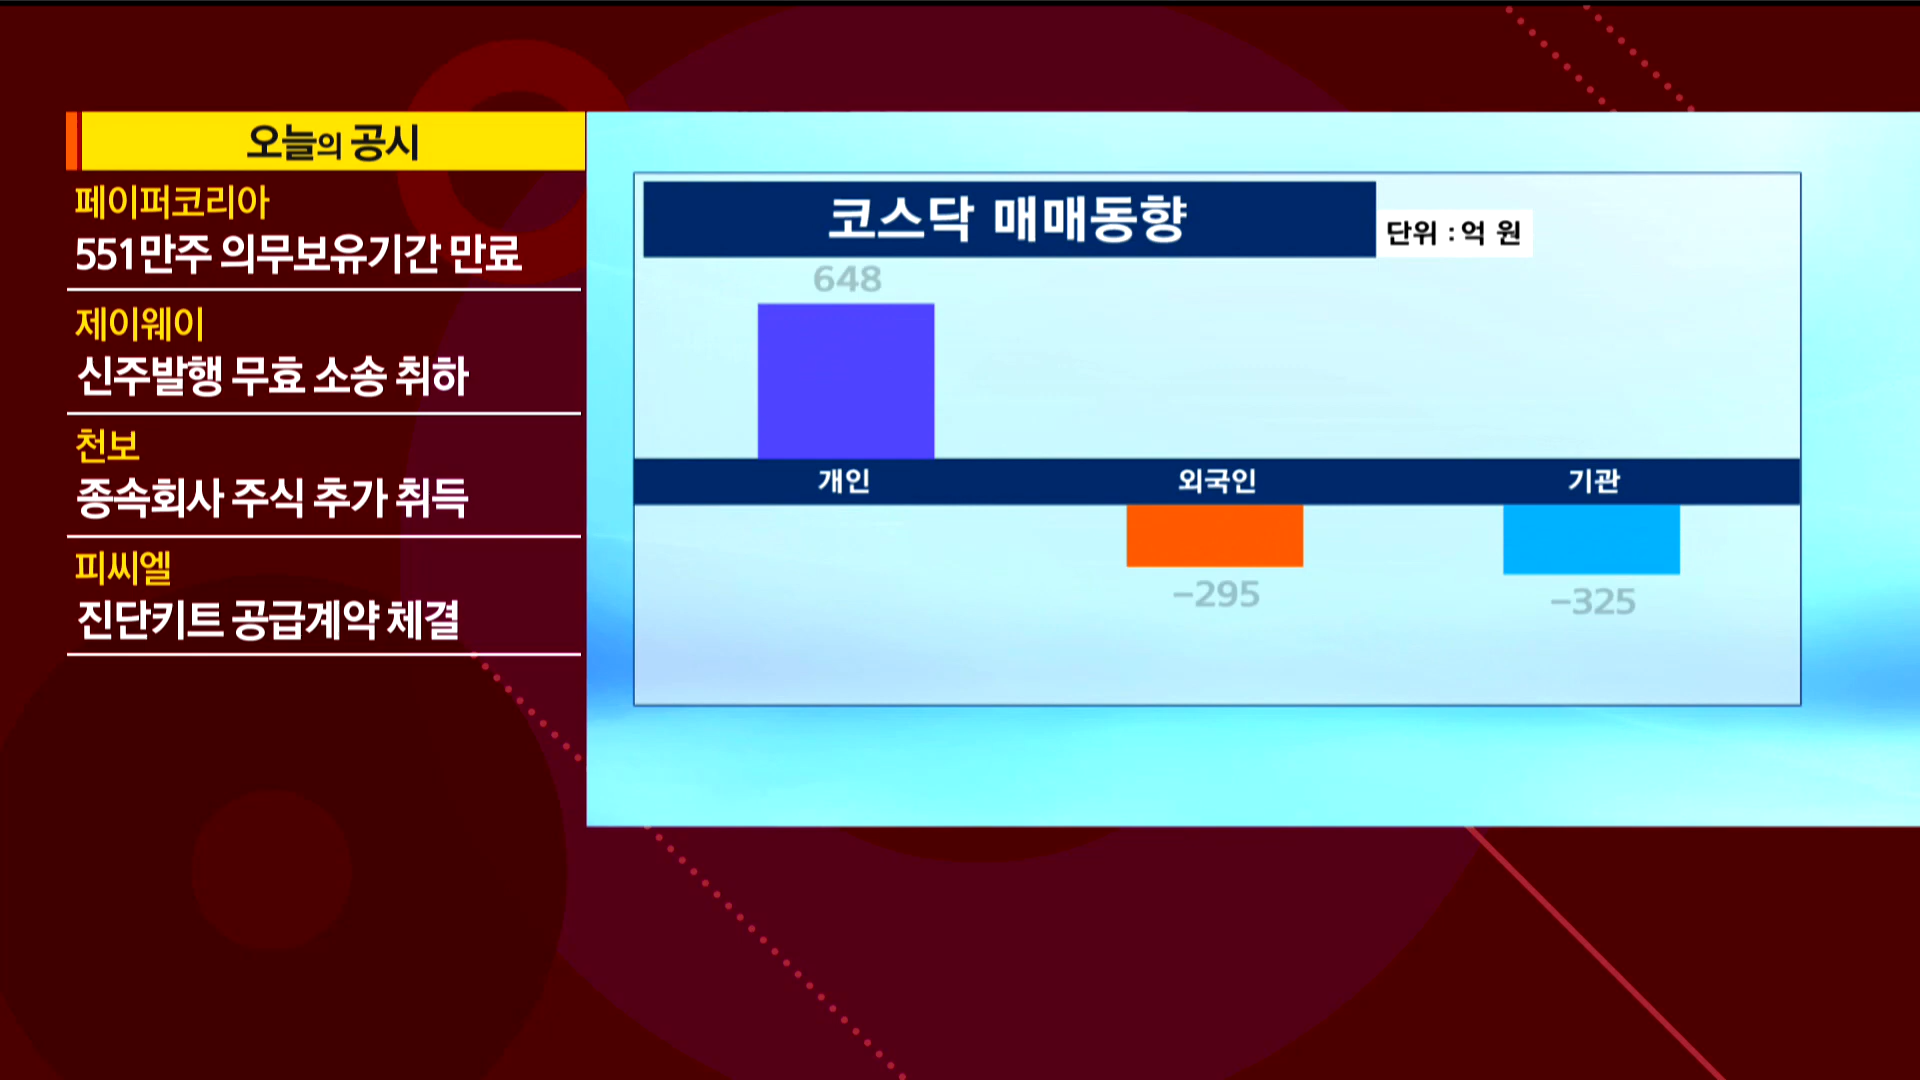 오늘의 공시
페이퍼코리아
551만주 의무보유기간 만료
제이웨이
신주발행 무효 소송 취하
천보
종속회사 주식 추가 취득
피씨엘
진단키트 공급계약 체결
코스닥 매매동향
단위 : 억 원
648
개인
외국인
기관
-295
-325